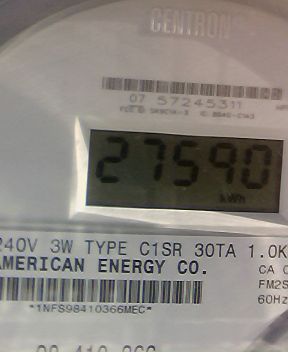 CENTRON
07 57245311
27590
kWh
240V 3W TYPE C1SR 30TA 1.0K
AMERICAN ENERGY CO.
CA 0
FM2S
60Hz
*1NFS98410366MEC*